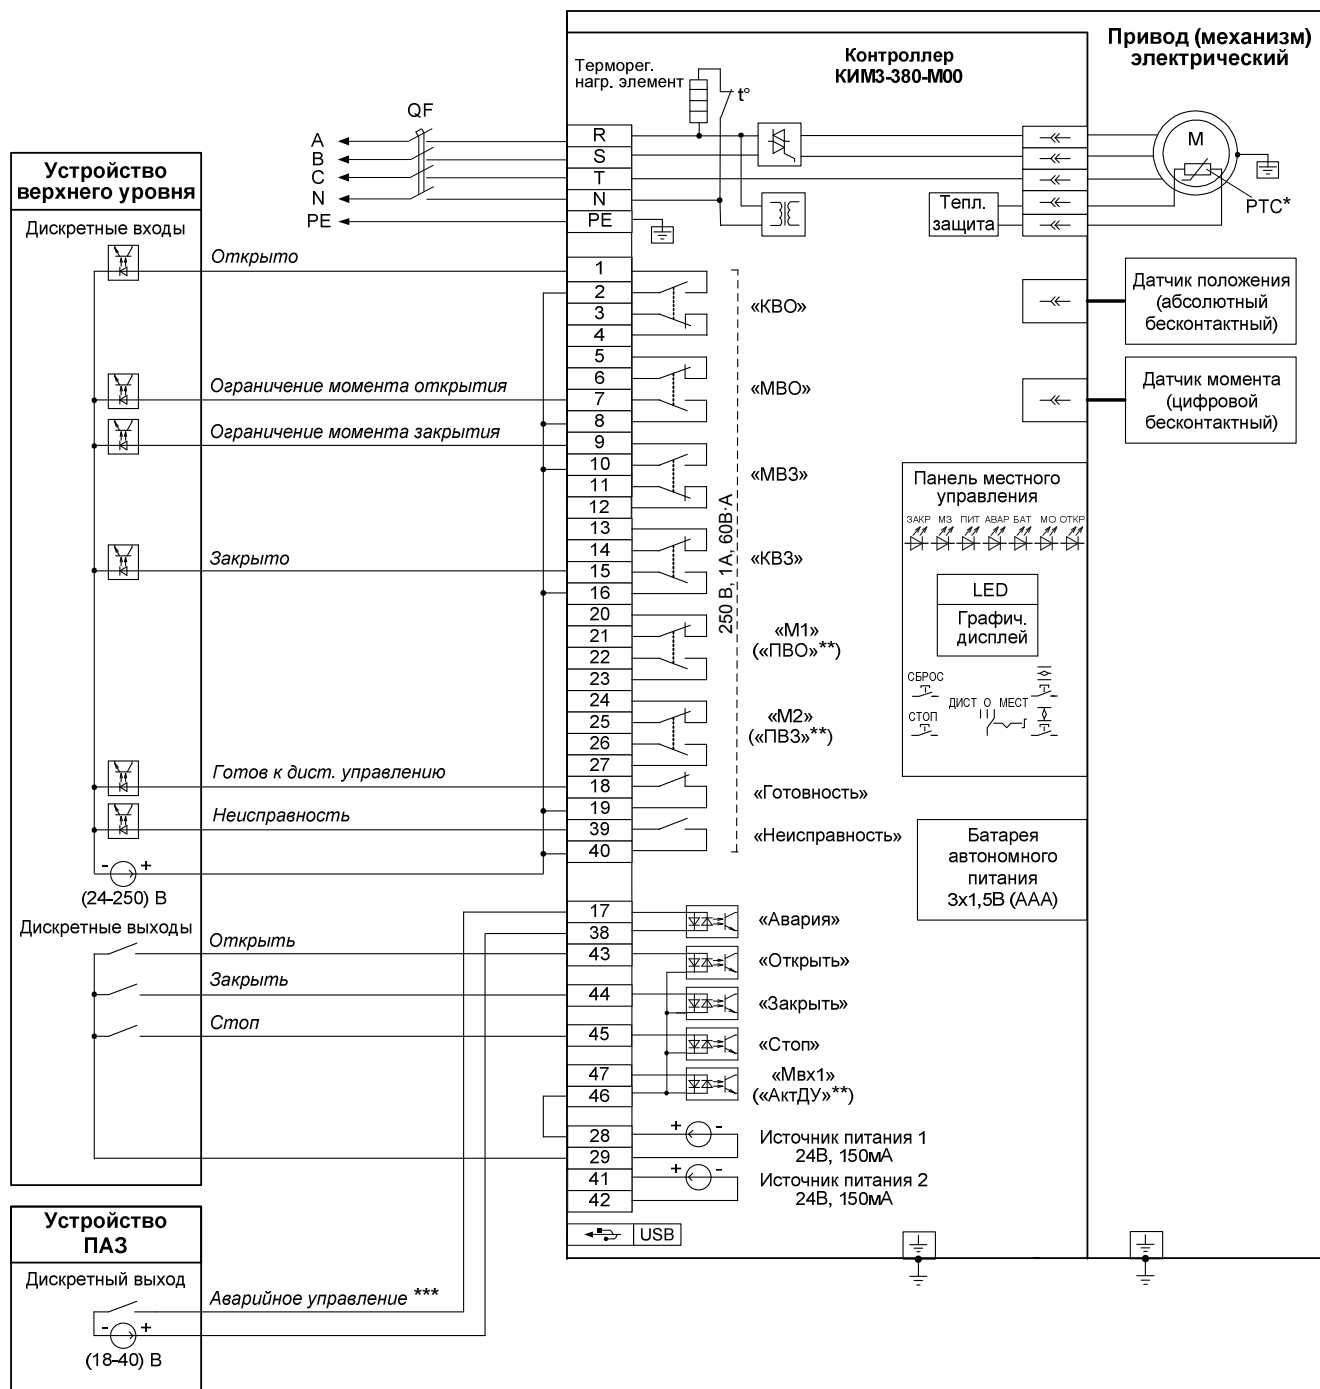 Привод (механизм)
электрический
Контроллер
КИМ3-380-М00
Терморег.
нагр. элемент
t°
QF
A
B
C
N
PE
R
S
T
N
PE
M
PTC*
Тепл.
защита
Устройство
верхнего уровня
Дискретные входы
Открыто
Ограничение момента открытия
Ограничение момента закрытия
Закрыто
Готов к дист. управлению
Неисправность
- +
(24-250) В
Дискретные выходы
Открыть
Закрыть
Стоп
1
2
3
4
5
6
7
8
9
10
11
12
13
14
15
16
20
21
22
23
24
25
26
27
18
19
39
40
17
38
43
44
45
47
46
28
29
41
42
USB
«КВО»
«МВО»
«МВЗ»
«КВЗ»
«М1»
(«ПВО»**)
«М2»
(«ПВЗ»**)
«Готовность»
«Неисправность»
250 В, 1А, 60В·А
«Авария»
«Открыть»
«Закрыть»
«Стоп»
«Мвх1»
(«АктДУ»**)
+ -
Источник питания 1
24В, 150мА
+ -
Источник питания 2
24В, 150мА
Датчик положения
(абсолютный
бесконтактный)
Датчик момента
(цифровой
бесконтактный)
Панель местного
управления
ЗАКР МЗ ПИТ АВАР БАТ МО ОТКР
LED
Графич.
дисплей
СБРОС
СТОП
ДИСТ О МЕСТ
Батарея
автономного
питания
3х1,5В (ААА)
Устройство
ПАЗ
Дискретный выход
Аварийное управление ***
- +
(18-40) В